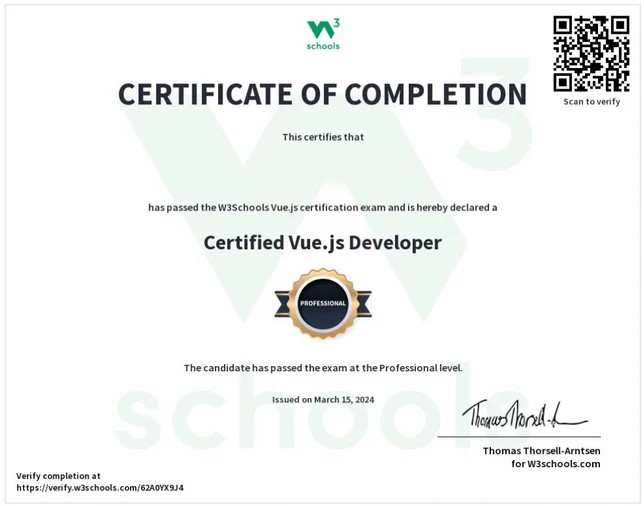 W3
schools
Scan to verify
CERTIFICATE OF COMPLETION
This certifies that
has passed the W3Schools Vue.js certification exam and is hereby declared a
Certified Vue.js Developer
PROFESSIONAL
The candidate has passed the exam at the Professional level.
Issued on March 15, 2024
Thomas Thorsell-Arntsen
for W3schools.com
Verify completion at
https://verify.w3schools.com/62A0YX9J4
W3
schools